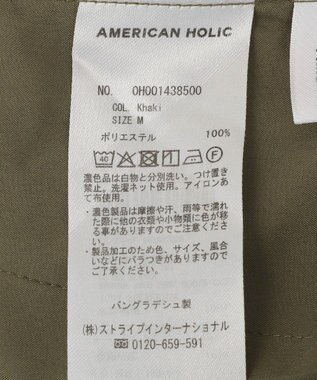 AMERICAN HOLIC
NO. OHO01438500
COL. Khaki
SIZE M
ポリエステル 100%
40 F
濃色品は白物と分別洗い。つけ置き
禁止。洗濯ネット使用。アイロンあ
て布使用。
・濃色製品は摩擦や汗、雨等で濡れ
た際に他の衣類や小物類に色が移
る事がありますのでご注意くださ
い。
・製品加工のため色、サイズ、風合
いなどにバラつきがありますので
ご了承ください。
バングラデシュ製
(株)ストライプインターナショナル
0120-659-591